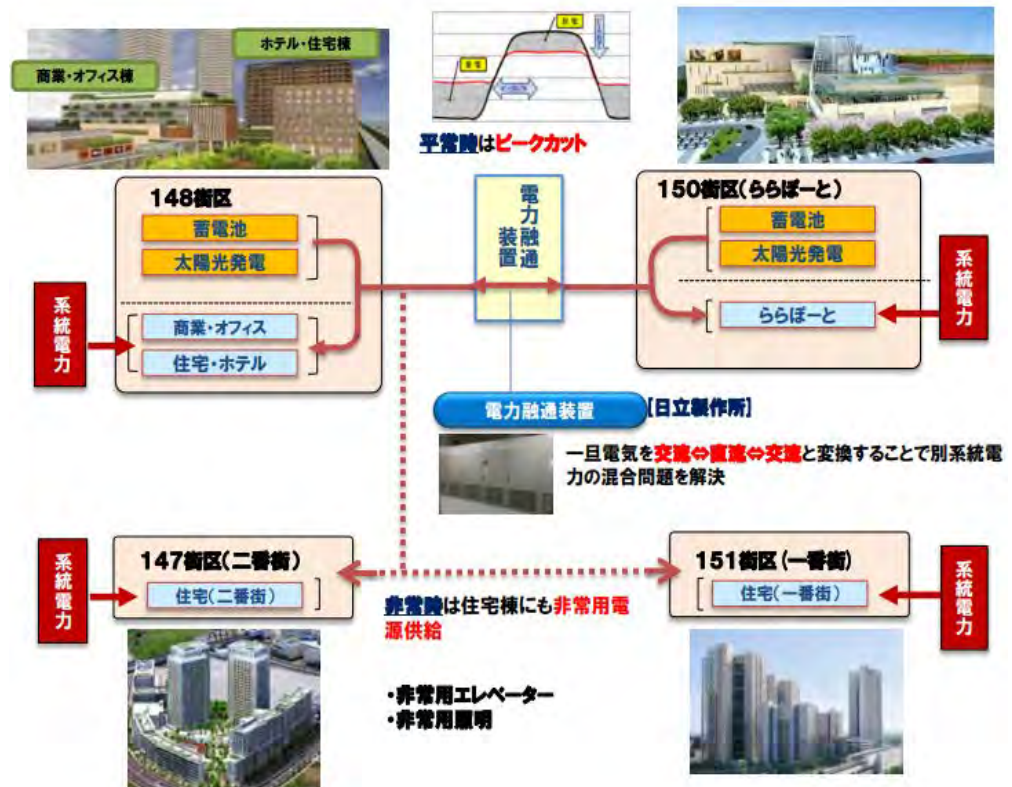 ホテル・住宅棟
商業・オフィス棟
平常時はピークカット
148街区
蓄電池
太陽光発電
商業・オフィス
住宅・ホテル
系統電力
電力融通
装置
150街区(ららぽーと)
蓄電池
太陽光発電
ららぽーと
系統電力
電力融通装置
【日立製作所】
一旦電気を交流⇔直流⇔交流と変換することで別系統電
力の混合問題を解決
系統電力
147街区(二番街)
住宅(二番街)
151街区(一番街)
住宅(一番街)
系統電力
非常時は住宅棟にも非常用電
源供給
・非常用エレベーター
・非常用照明